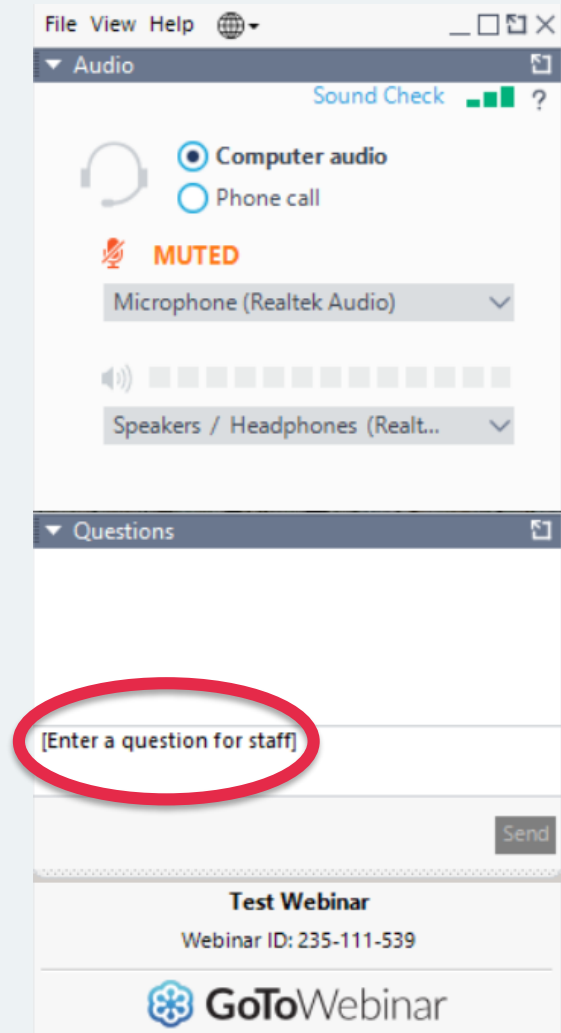 File View Help
Audio
Sound Check ?
Computer audio
Phone call
MUTED
Microphone (Realtek Audio)
Speakers / Headphones (Realt...
Questions
[Enter a question for staff]
Send
Test Webinar
Webinar ID: 235-111-539
GoToWebinar